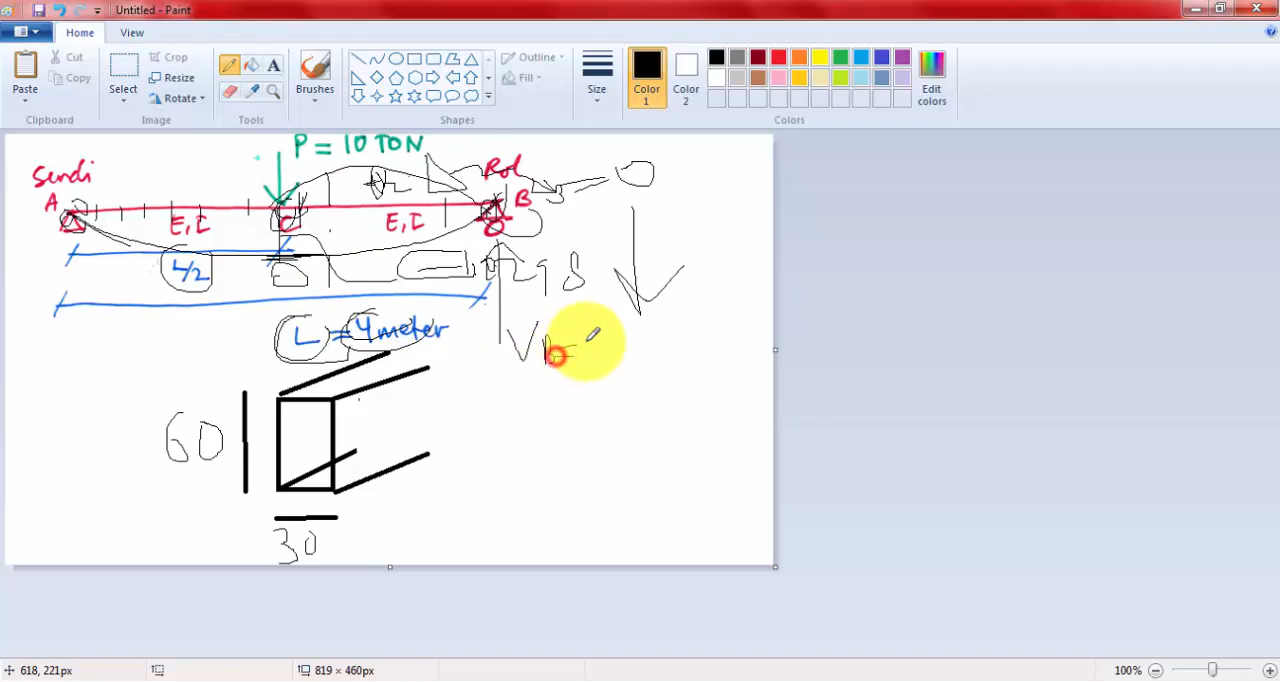 Untitled - Paint
Home
View
Paste
Cut
Copy
Clipboard
Select
Crop
Resize
Rotate
Image
Tools
Brushes
Shapes
Outline
Fill
Size
Color 1
Color 2
Edit colors
Colors
P = 10 TON
Sendi
Rol
A
C
B
E, I
E, I
L/2
L = 4 meter
60
30
618, 221px
819 × 460px
100%